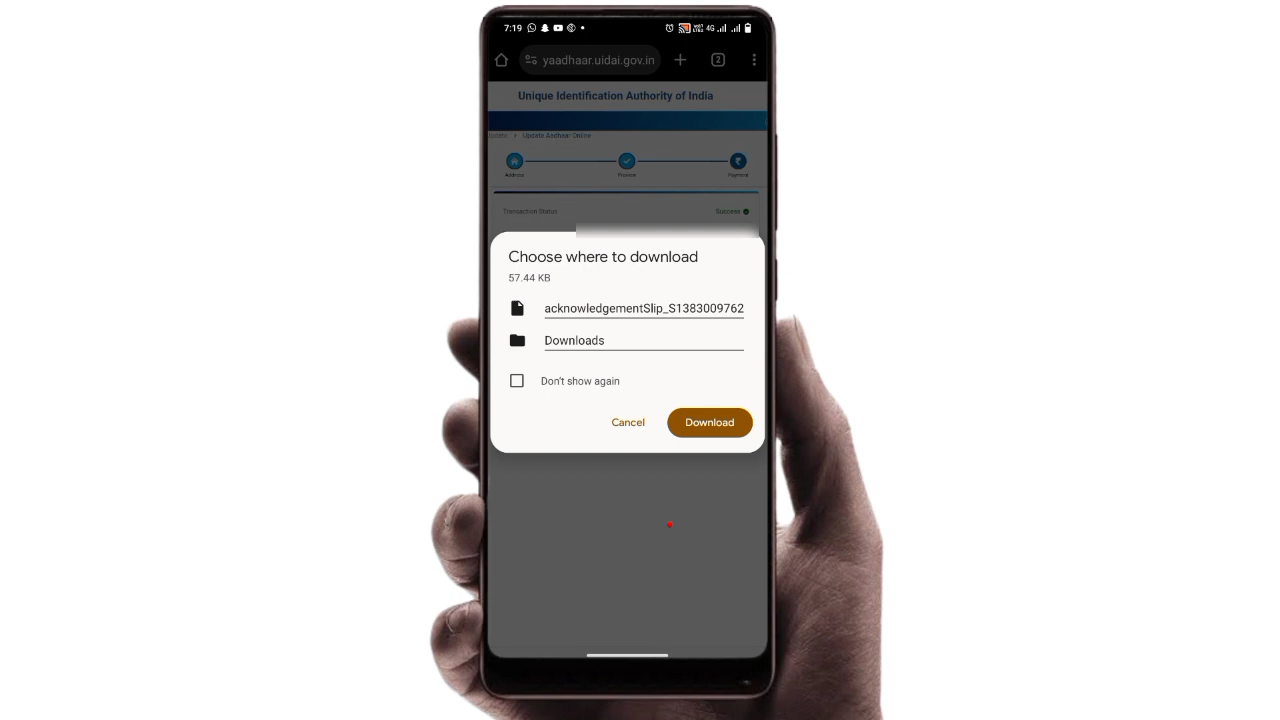 7:19
4G
yaadhaar.uidai.gov.in
2
Unique Identification Authority of India
Update Aadhaar Online
Address
Preview
Payment
Transaction Status
Success
Choose where to download
57.44 KB
acknowledgementSlip_S1383009762
Downloads
Don't show again
Cancel
Download